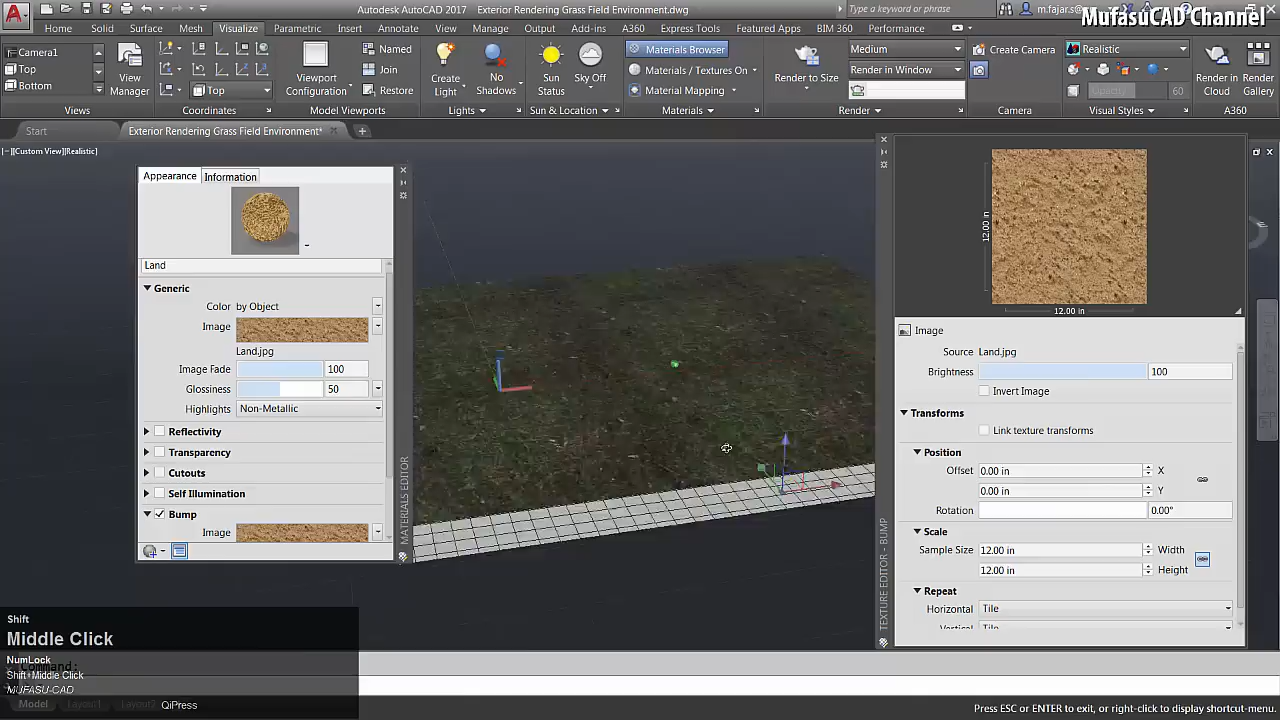 Autodesk AutoCAD 2017 Exterior Rendering Grass Field Environment.dwg
Type a keyword or phrase
m.fajar.s
MufasuCAD Channel
Home Solid Surface Mesh Visualize Parametric Insert Annotate View Manage Output Add-ins A360 Express Tools Featured Apps BIM 360 Performance
Camera1
Top
Bottom
View Manager
Views
Top
Coordinates
Viewport Configuration
Named
Join
Restore
Model Viewports
Create Light
No Shadows
Lights
Sun Status
Sky Off
Sun & Location
Materials Browser
Materials / Textures On
Material Mapping
Materials
Render to Size
Medium
Render in Window
Render
Create Camera
Camera
Realistic
Opacity 60
Visual Styles
Render in Cloud
Render Gallery
A360
Start
Exterior Rendering Grass Field Environment*
[−][Custom View][Realistic]
Appearance Information
Land
Generic
Color by Object
Image
Land.jpg
Image Fade 100
Glossiness 50
Highlights Non-Metallic
Reflectivity
Transparency
Cutouts
Self Illumination
Bump
Image
MATERIALS EDITOR
12.00 in
12.00 in
Image
Source Land.jpg
Brightness 100
Invert Image
Transforms
Link texture transforms
Position
Offset 0.00 in X
0.00 in Y
Rotation 0.00°
Scale
Sample Size 12.00 in Width
12.00 in Height
Repeat
Horizontal Tile
Vertical Tile
TEXTURE EDITOR - BUMP
Shift
Middle Click
NumLock
Shift+Middle Click
MUFASU-CAD
QiPress
Command:
Model Layout1 Layout2
Press ESC or ENTER to exit, or right-click to display shortcut-menu.